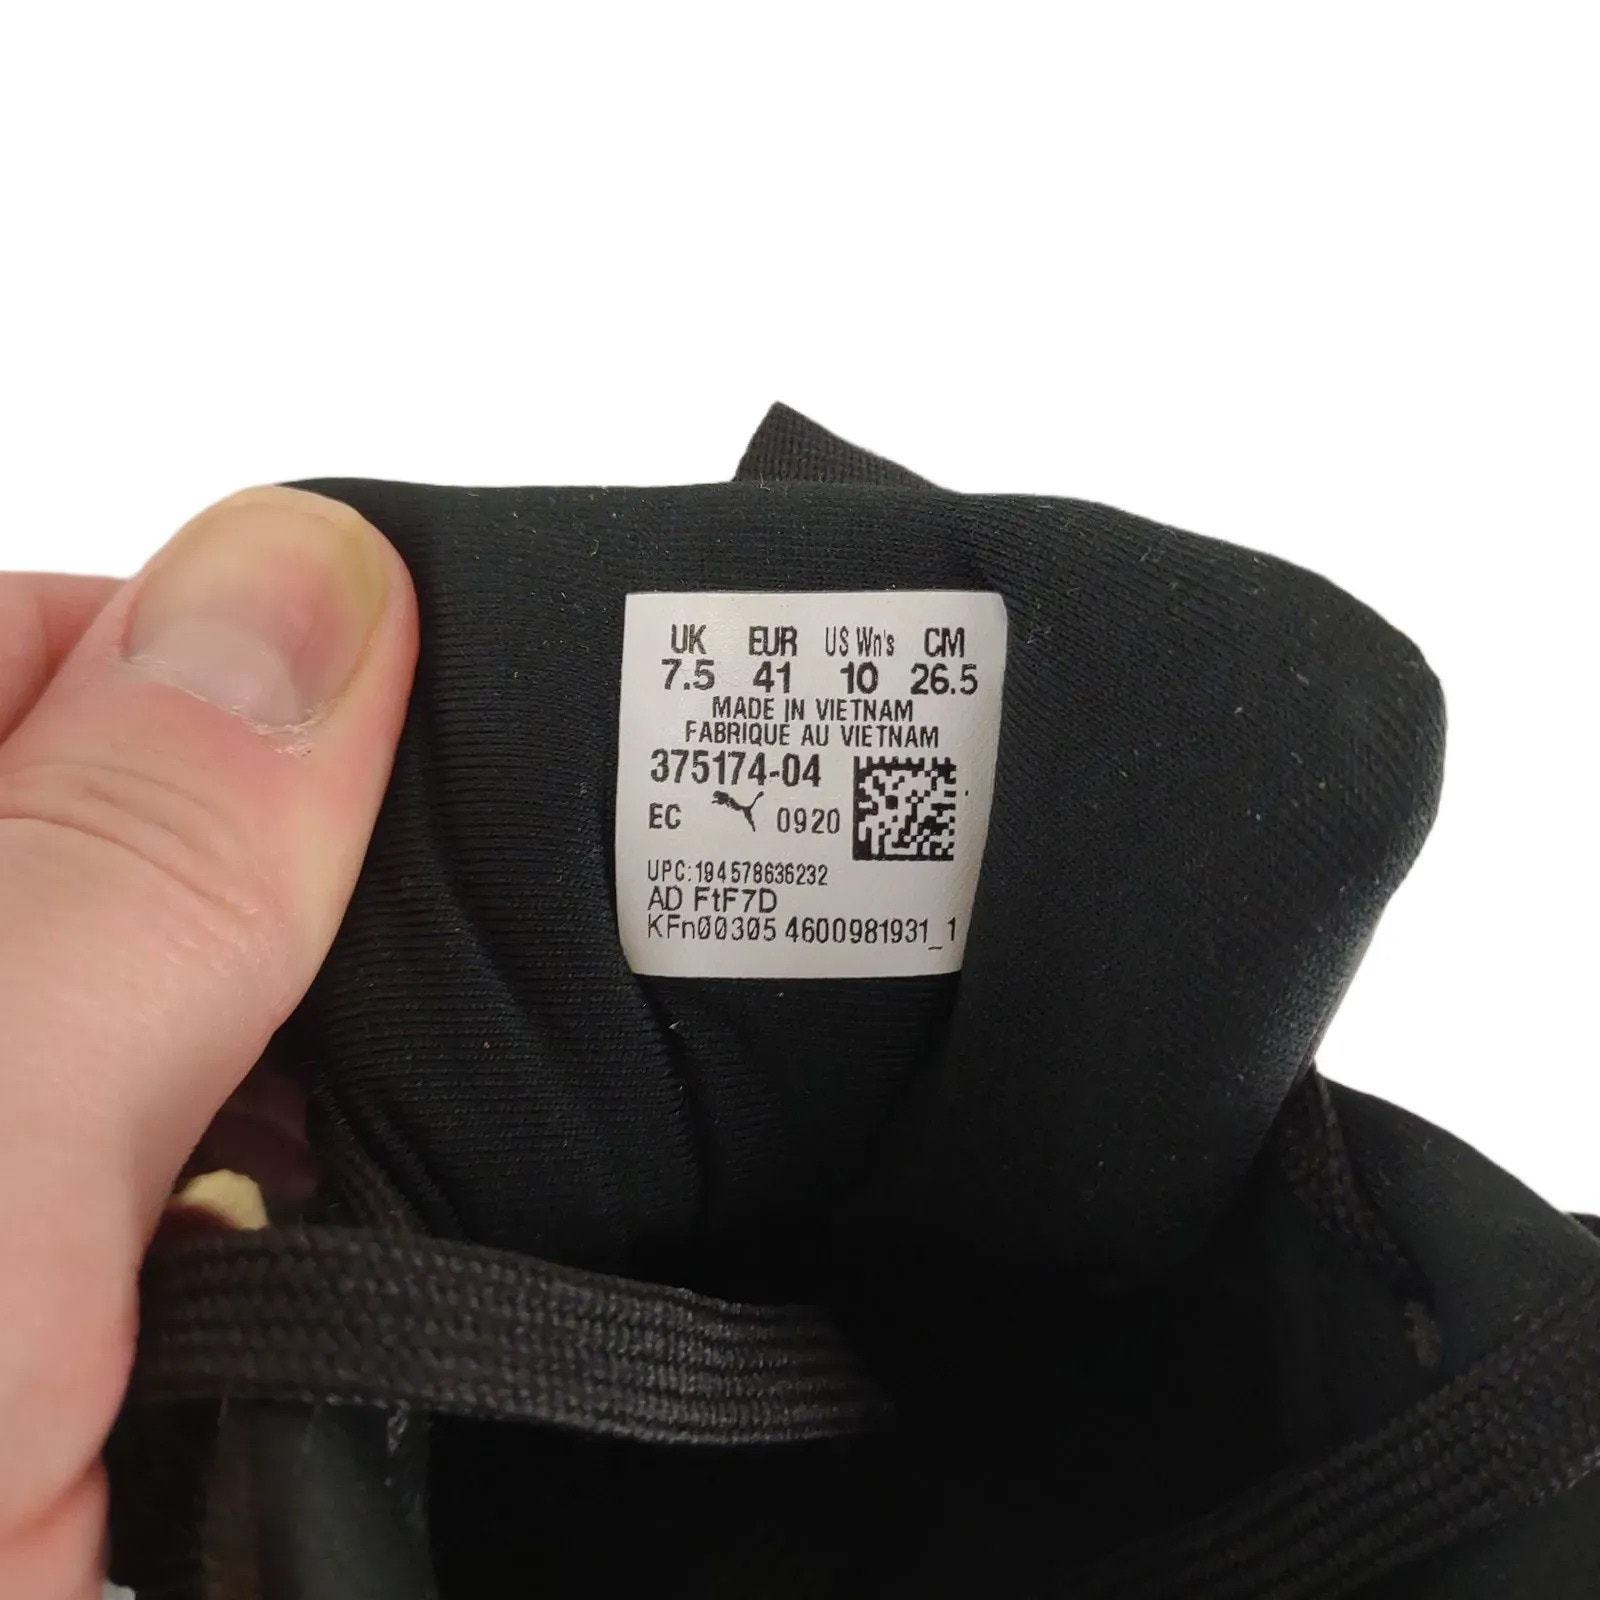 UK EUR US Wn's CM
7.5 41 10 26.5
MADE IN VIETNAM
FABRIQUE AU VIETNAM
375174-04
EC 0920
UPC:194578636232
AD FtF7D
KFn00305 4600981931_1